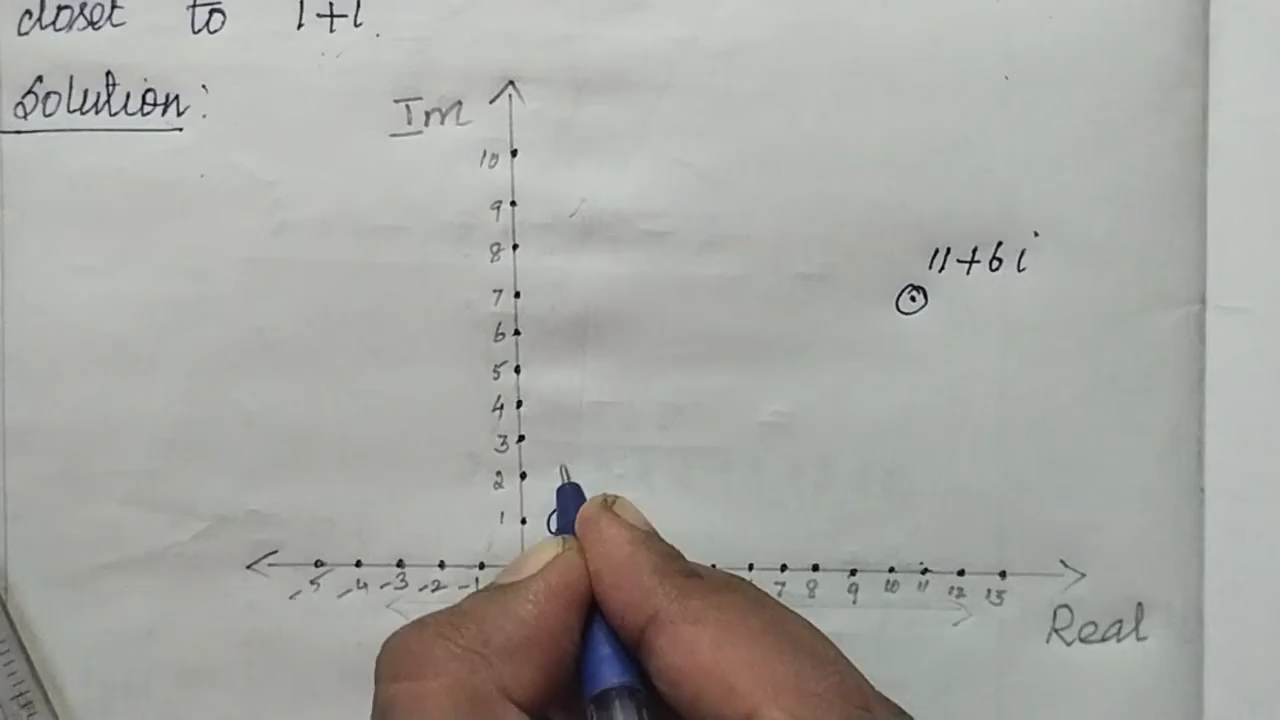 closet to 1+i.
Solution:
Im
10
9
8
7
6
5
4
3
2
1
11+6i
-5 -4 -3 -2 -1 7 8 9 10 11 12 13
Real